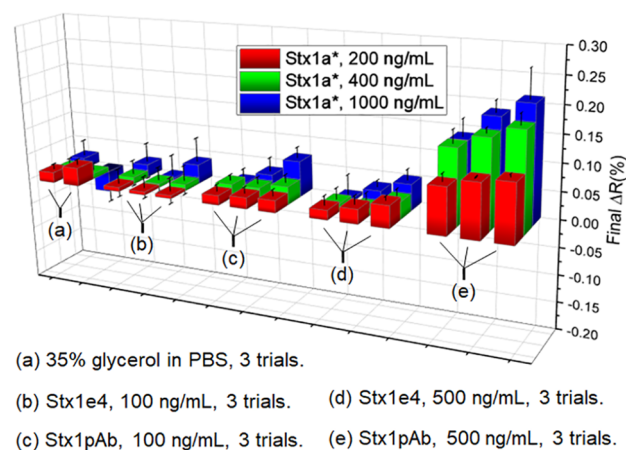 Stx1a*, 200 ng/mL
Stx1a*, 400 ng/mL
Stx1a*, 1000 ng/mL
0.30
0.25
0.20
0.15
0.10
0.05
0.00
-0.05
-0.10
-0.15
-0.20
Final ΔR(%)
(a)
(b)
(c)
(d)
(e)
(a) 35% glycerol in PBS, 3 trials.
(b) Stx1e4, 100 ng/mL, 3 trials.
(d) Stx1e4, 500 ng/mL, 3 trials.
(c) Stx1pAb, 100 ng/mL, 3 trials.
(e) Stx1pAb, 500 ng/mL, 3 trials.